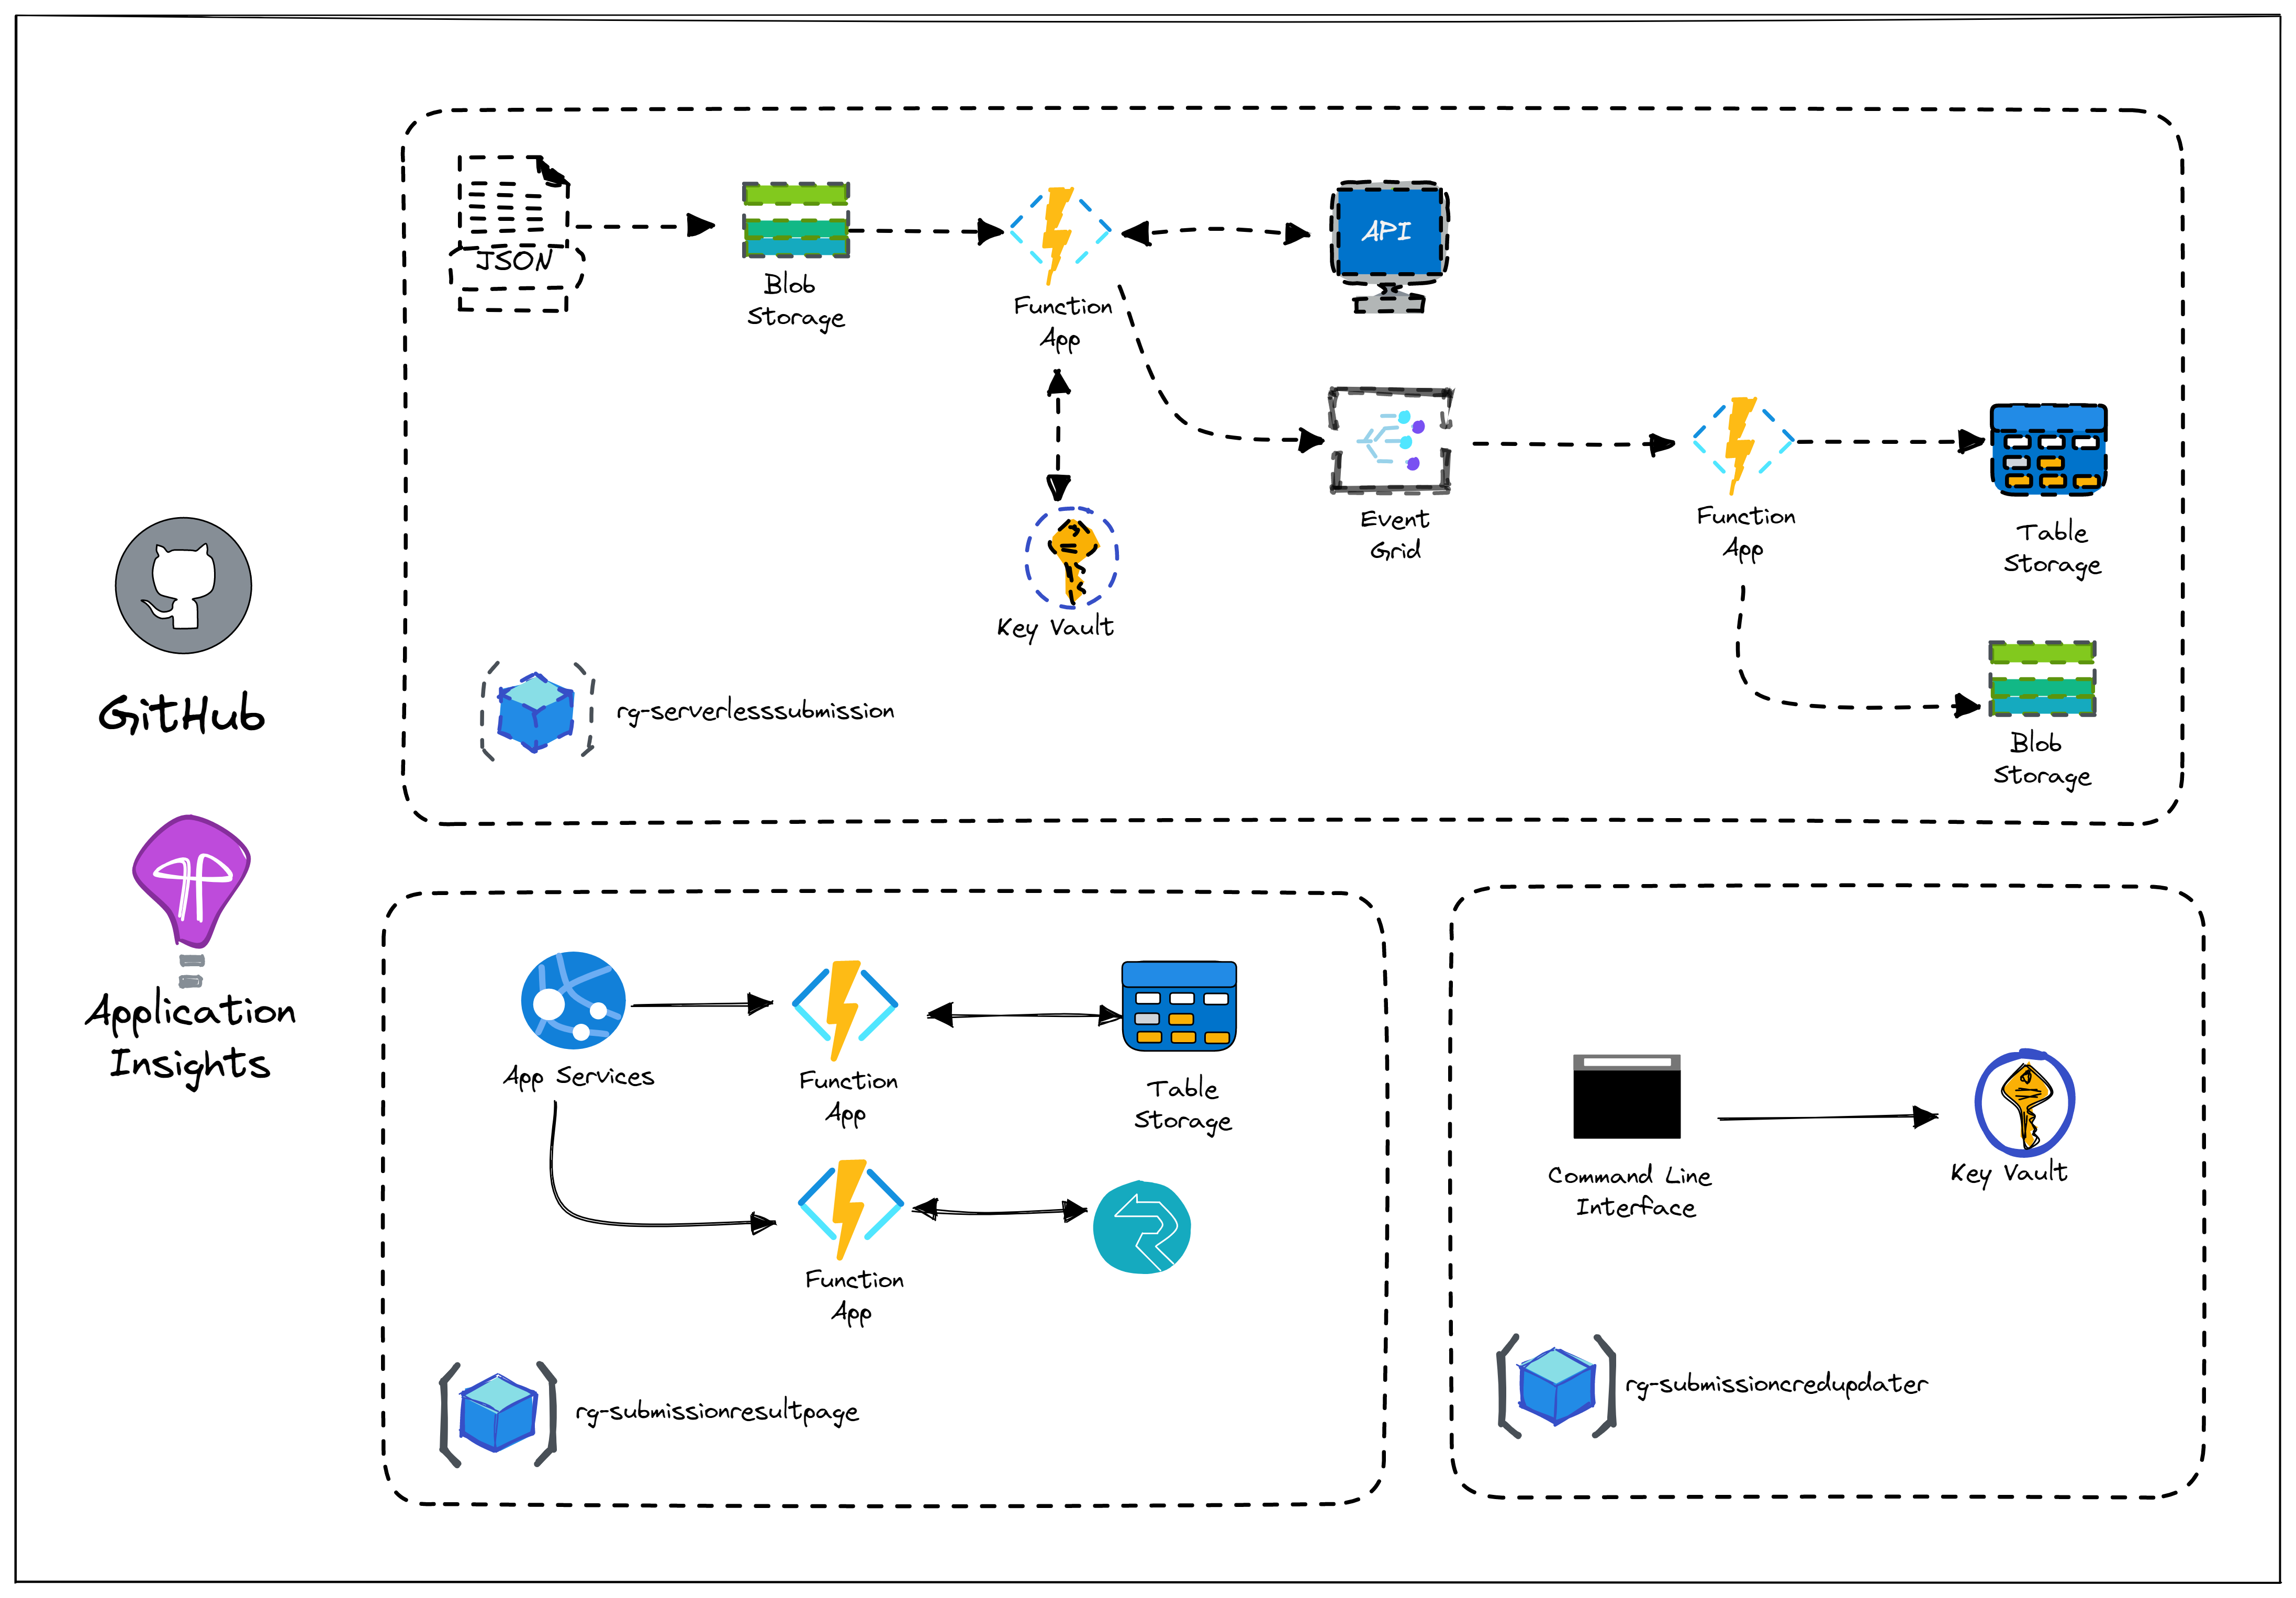 JSON
Blob
Storage
Function
App
API
Key Vault
Event
Grid
Function
App
Table
Storage
Blob
Storage
rg-serverlesssubmission
GitHub
Application
Insights
App Services
Function
App
Table
Storage
Function
App
rg-submissionresultpage
Command Line
Interface
Key Vault
rg-submissioncredupdater